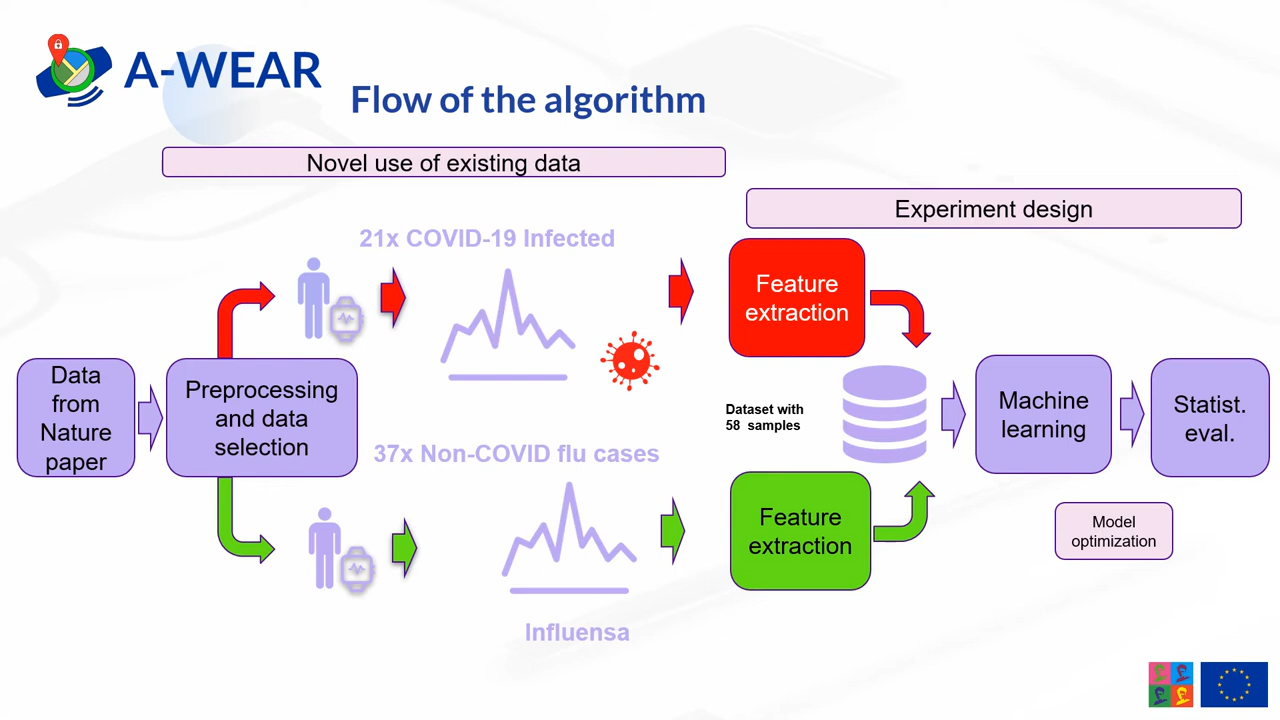 A-WEAR
Flow of the algorithm
Novel use of existing data
Experiment design
21x COVID-19 Infected
Feature
extraction
Data
from
Nature
paper
Preprocessing
and data
selection
Dataset with
58 samples
Machine
learning
Statist.
eval.
37x Non-COVID flu cases
Feature
extraction
Model
optimization
Influensa